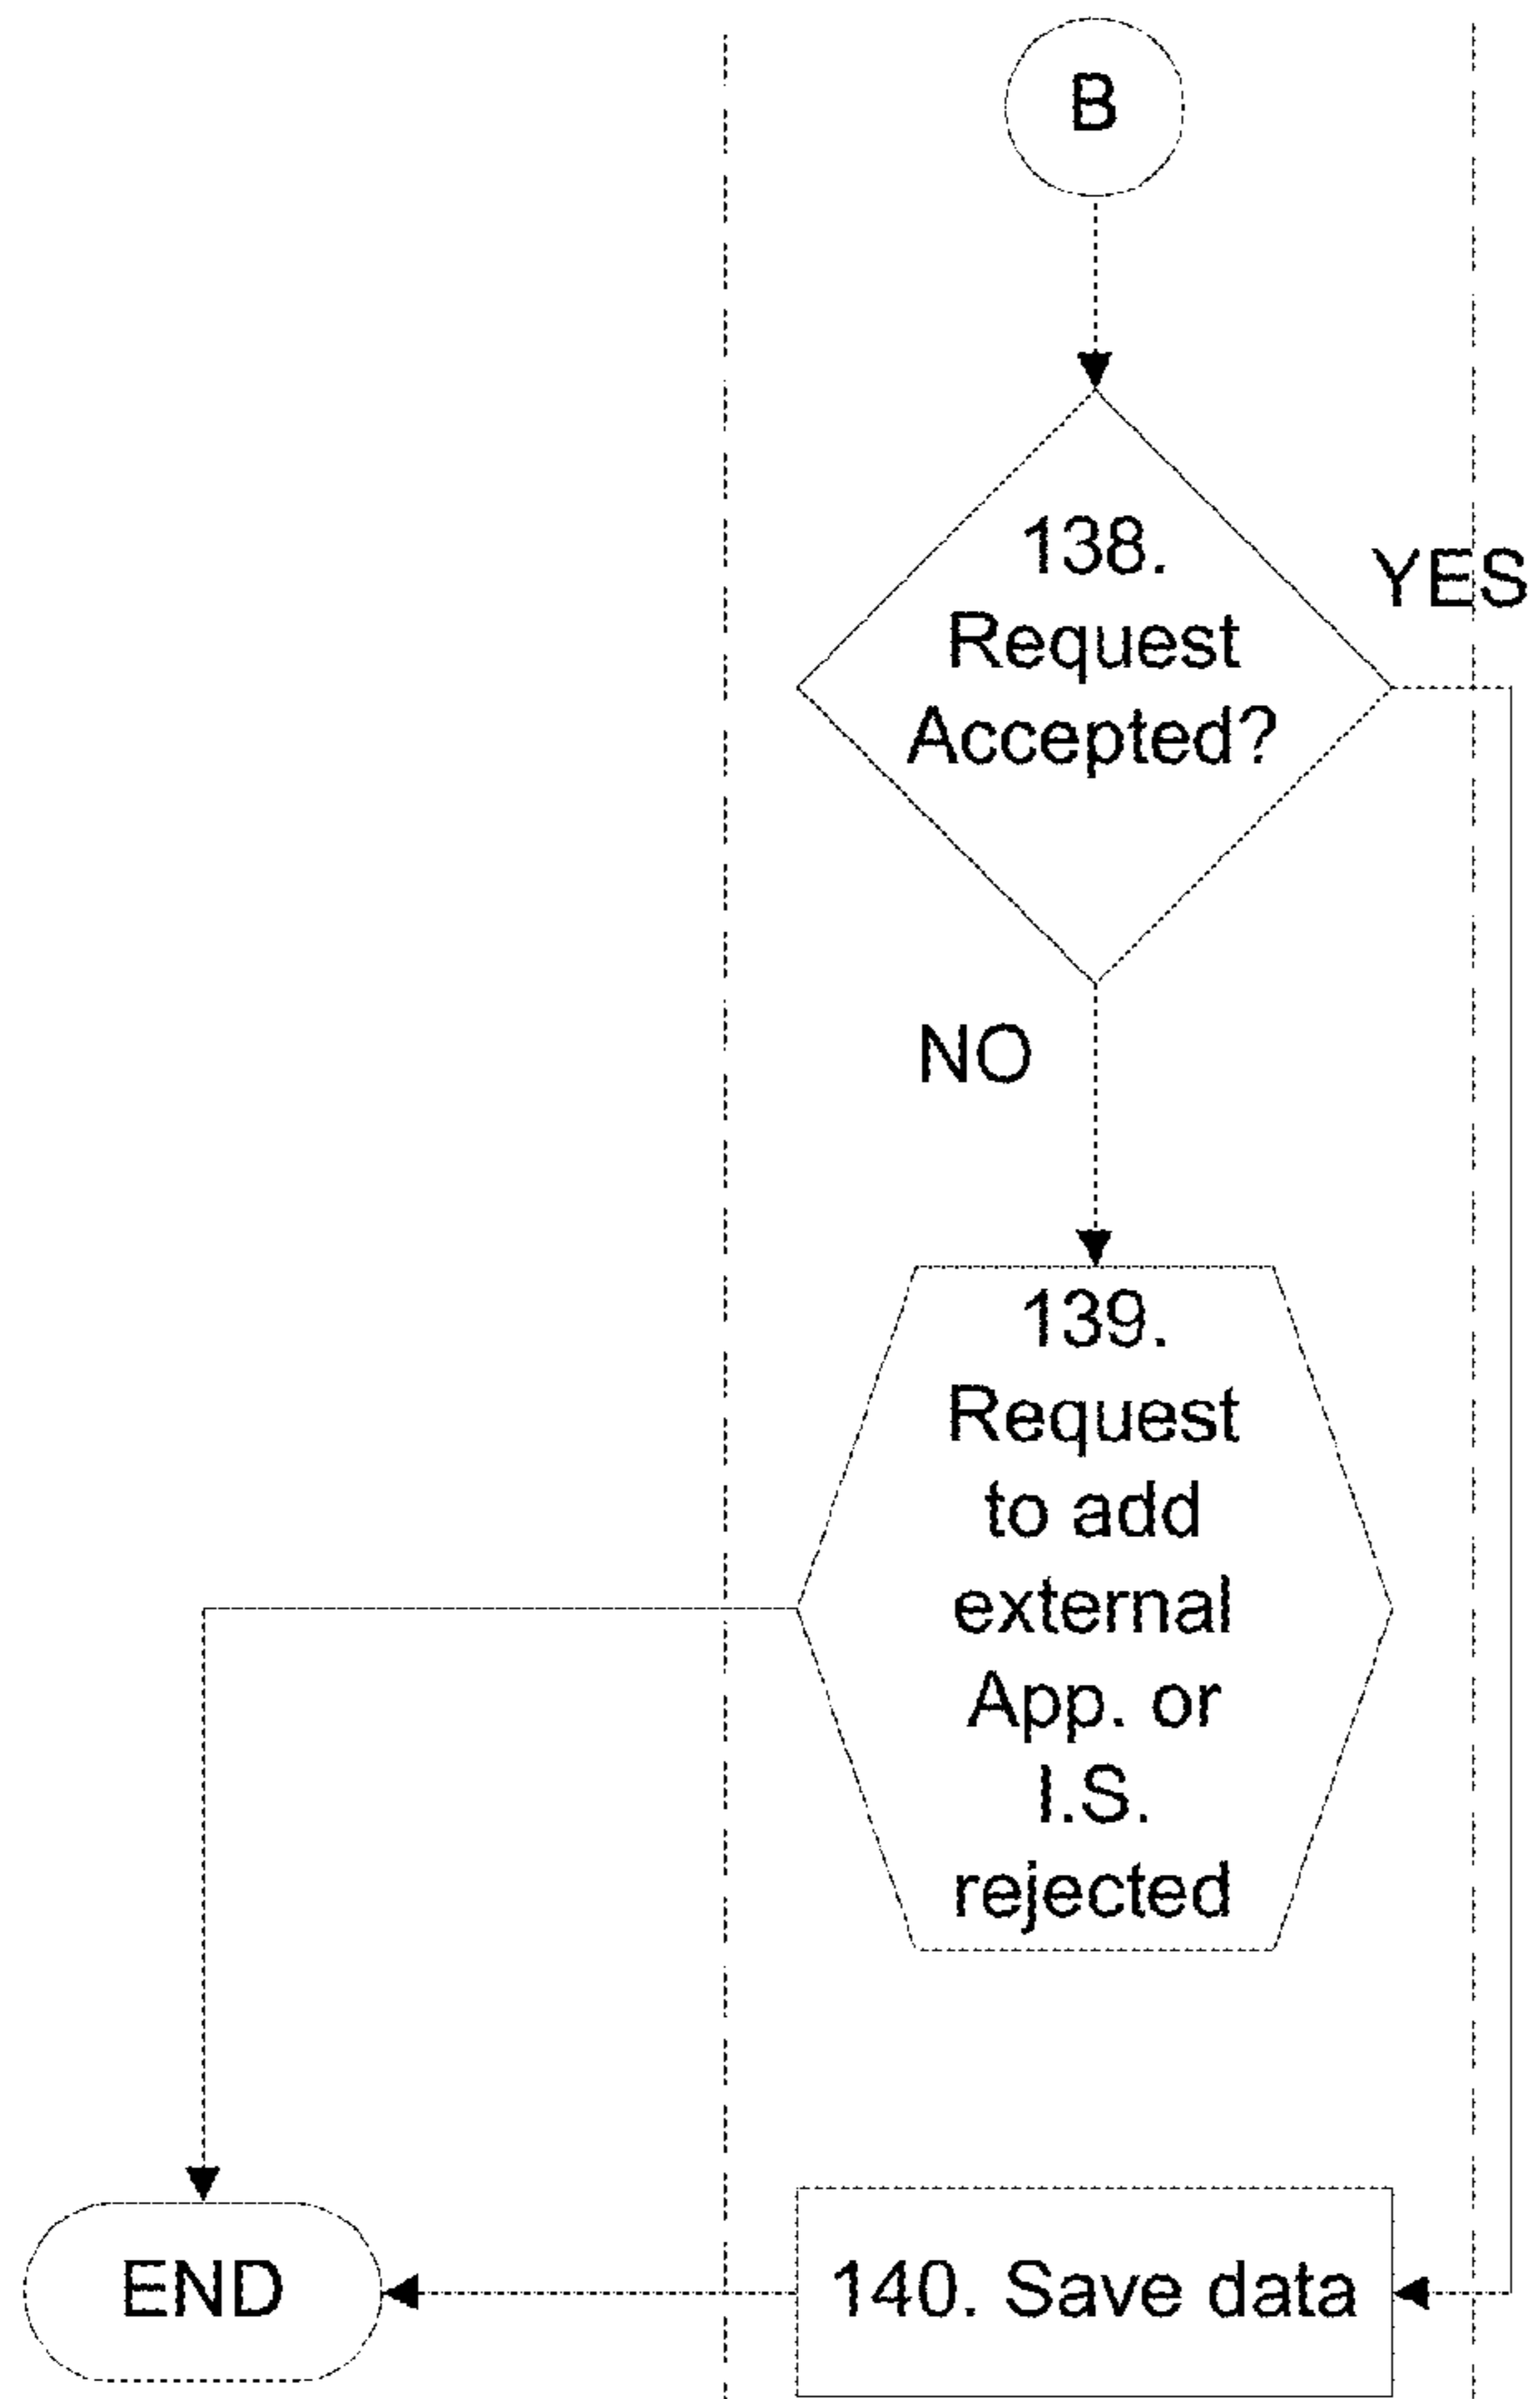 B
138.
Request
Accepted?
YES
NO
139.
Request
to add
external
App. or
I.S.
rejected
END
140. Save data